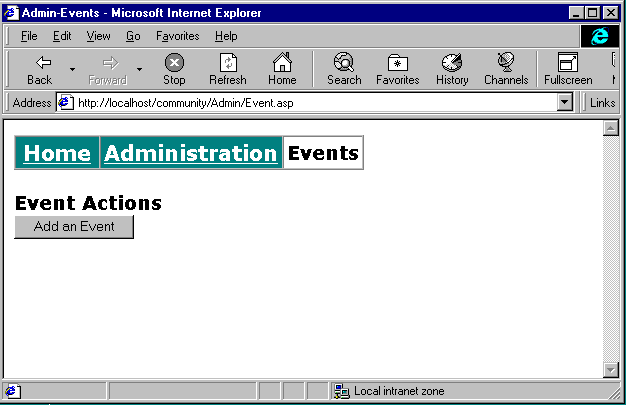 Admin-Events - Microsoft Internet Explorer
File Edit View Go Favorites Help
Back Forward Stop Refresh Home Search Favorites History Channels Fullscreen
Address http://localhost/community/Admin/Event.asp Links
Home Administration Events
Event Actions
Add an Event
Local intranet zone